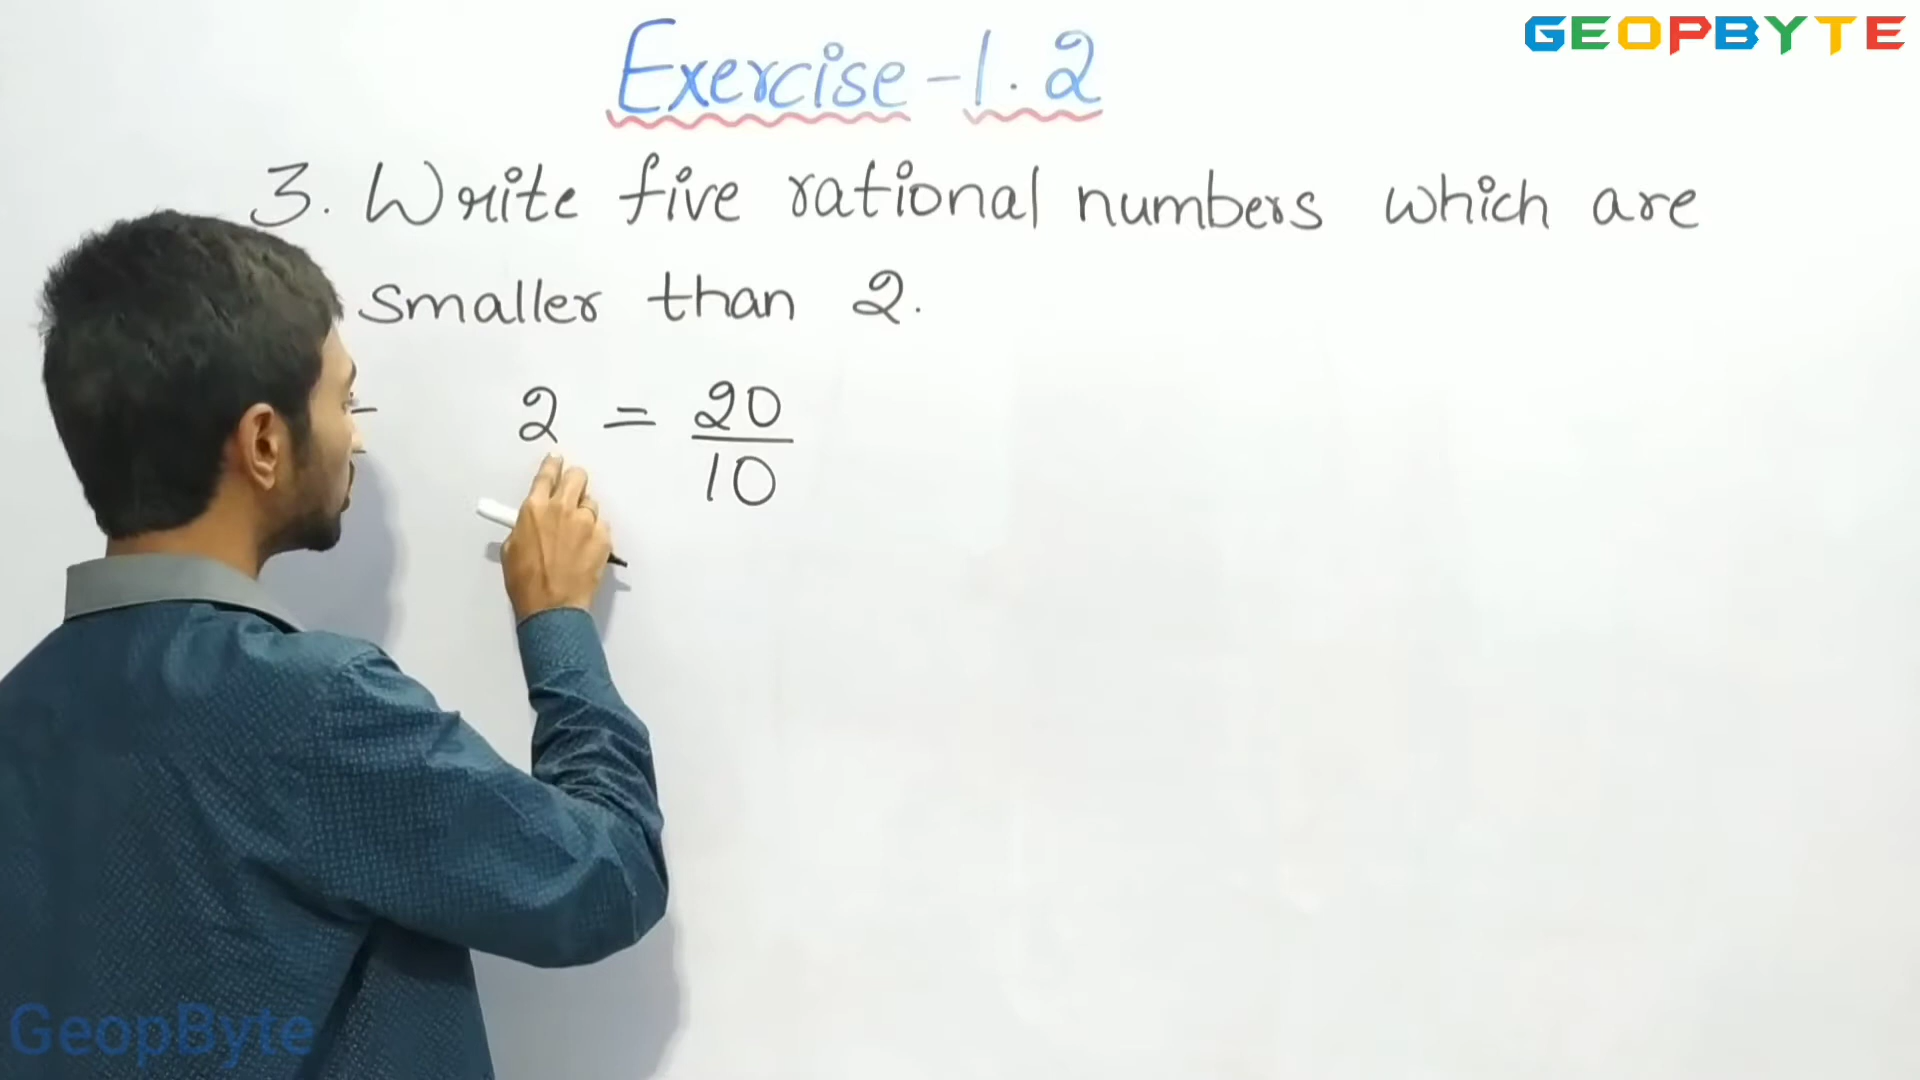 GEOPBYTE
Exercise-1.2
3. Write five rational numbers which are
smaller than 2.
2 = 20/10
GeopByte